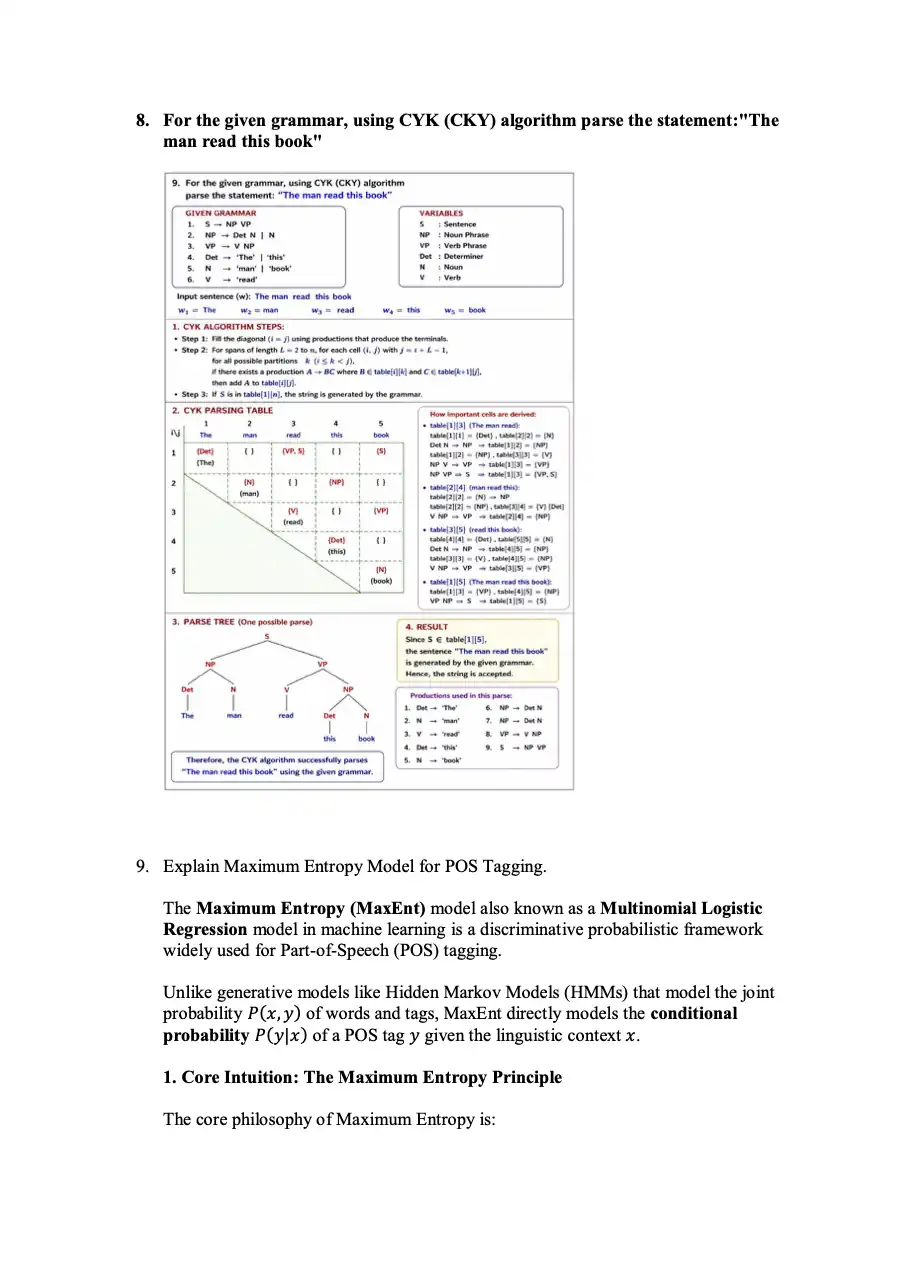 8. For the given grammar, using CYK (CKY) algorithm parse the statement:"The
man read this book"
9. For the given grammar, using CYK (CKY) algorithm
parse the statement: "The man read this book"
GIVEN GRAMMAR
1. S → NP VP
2. NP → Det N | N
3. VP → V NP
4. Det → 'The' | 'this'
5. N → 'man' | 'book'
6. V → 'read'
VARIABLES
S : Sentence
NP : Noun Phrase
VP : Verb Phrase
Det : Determiner
N : Noun
V : Verb
Input sentence (w): The man read this book
w₁ = The w₂ = man w₃ = read w₄ = this w₅ = book
1. CYK ALGORITHM STEPS:
• Step 1: Fill the diagonal (i = j) using productions that produce the terminals.
• Step 2: For spans of length L = 2 to n, for each cell (i, j) with j = i + L − 1,
for all possible partitions k (i ≤ k < j),
if there exists a production A → BC where B ∈ table[i][k] and C ∈ table[k+1][j],
then add A to table[i][j].
• Step 3: If S is in table[1][n], the string is generated by the grammar.
2. CYK PARSING TABLE
i\j 1 2 3 4 5
The man read this book
1 {Det} { } {VP, S} { } {S}
(The)
2 {N} { } {NP} { }
(man)
3 {V} { } {VP}
(read)
4 {Det} { }
(this)
5 {N}
(book)
How important cells are derived:
• table[1][3] (The man read):
table[1][1] = {Det} , table[2][2] = {N}
Det N → NP → table[1][2] = {NP}
table[1][2] = {NP} , table[3][3] = {V}
NP V → VP → table[1][3] = {VP}
NP VP → S → table[1][3] = {VP, S}
• table[2][4] (man read this):
table[2][2] = {N} → NP
table[2][2] = {NP} , table[3][4] = {V} {Det}
V NP → VP → table[2][4] = {NP}
• table[3][5] (read this book):
table[4][4] = {Det} , table[5][5] = {N}
Det N → NP → table[4][5] = {NP}
table[3][3] = {V} , table[4][5] = {NP}
V NP → VP → table[3][5] = {VP}
• table[1][5] (The man read this book):
table[1][3] = {VP} , table[4][5] = {NP}
VP NP → S → table[1][5] = {S}
3. PARSE TREE (One possible parse)
S
NP VP
Det N V NP
The man read Det N
this book
Therefore, the CYK algorithm successfully parses
"The man read this book" using the given grammar.
4. RESULT
Since S ∈ table[1][5],
the sentence "The man read this book"
is generated by the given grammar.
Hence, the string is accepted.
Productions used in this parse:
1. Det → 'The' 6. NP → Det N
2. N → 'man' 7. NP → Det N
3. V → 'read' 8. VP → V NP
4. Det → 'this' 9. S → NP VP
5. N → 'book'
9. Explain Maximum Entropy Model for POS Tagging.
The Maximum Entropy (MaxEnt) model also known as a Multinomial Logistic
Regression model in machine learning is a discriminative probabilistic framework
widely used for Part-of-Speech (POS) tagging.
Unlike generative models like Hidden Markov Models (HMMs) that model the joint
probability P(x, y) of words and tags, MaxEnt directly models the conditional
probability P(y|x) of a POS tag y given the linguistic context x.
1. Core Intuition: The Maximum Entropy Principle
The core philosophy of Maximum Entropy is: